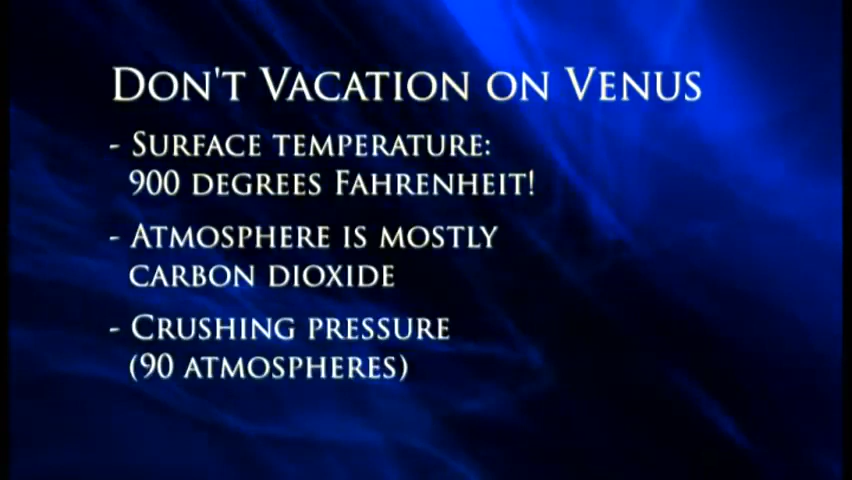 Don't Vacation on Venus
- Surface temperature:
900 degrees Fahrenheit!
- Atmosphere is mostly
carbon dioxide
- Crushing pressure
(90 atmospheres)